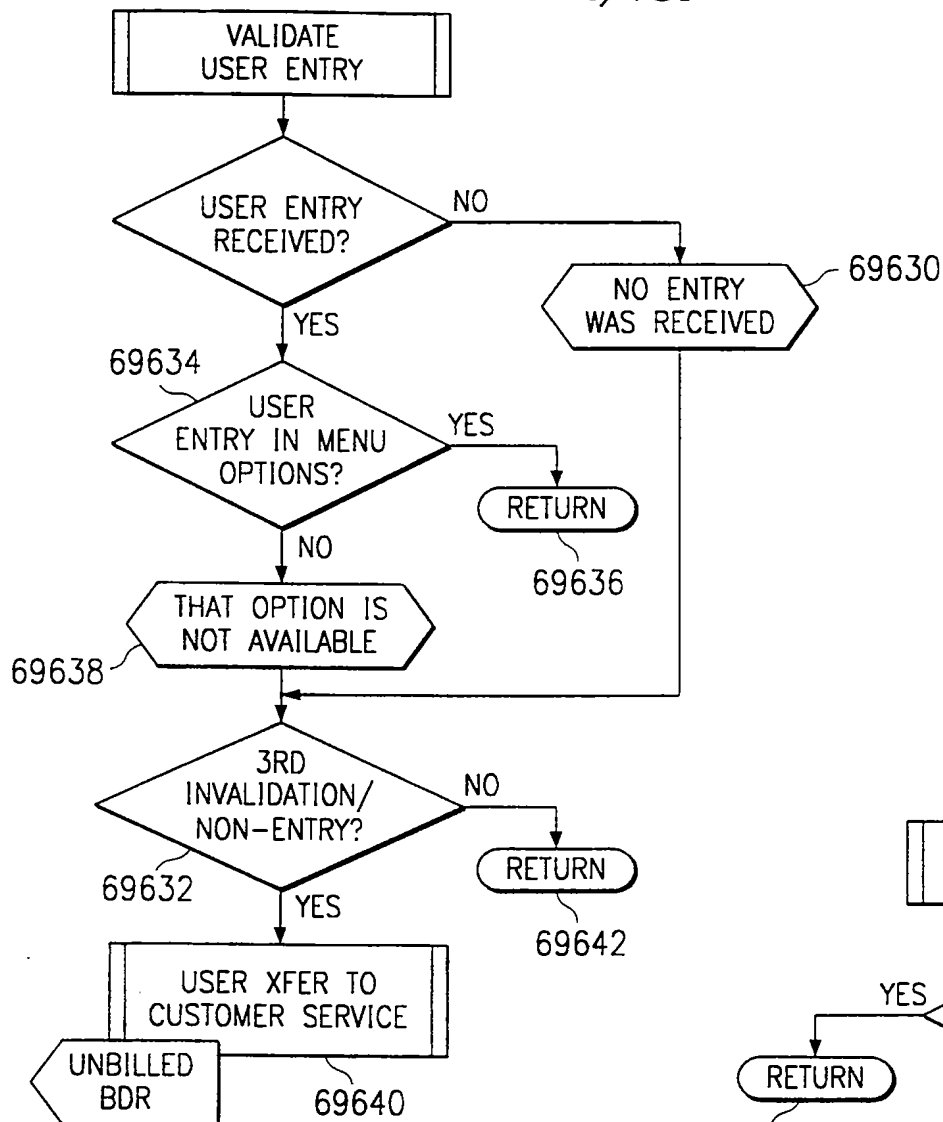 VALIDATE
USER ENTRY
USER ENTRY
RECEIVED?
NO
YES
NO ENTRY
WAS RECEIVED
69630
69634
USER
ENTRY IN MENU
OPTIONS?
YES
NO
RETURN
69636
THAT OPTION IS
NOT AVAILABLE
69638
3RD
INVALIDATION/
NON-ENTRY?
NO
69632
YES
RETURN
69642
USER XFER TO
CUSTOMER SERVICE
UNBILLED
BDR
69640
YES
RETURN